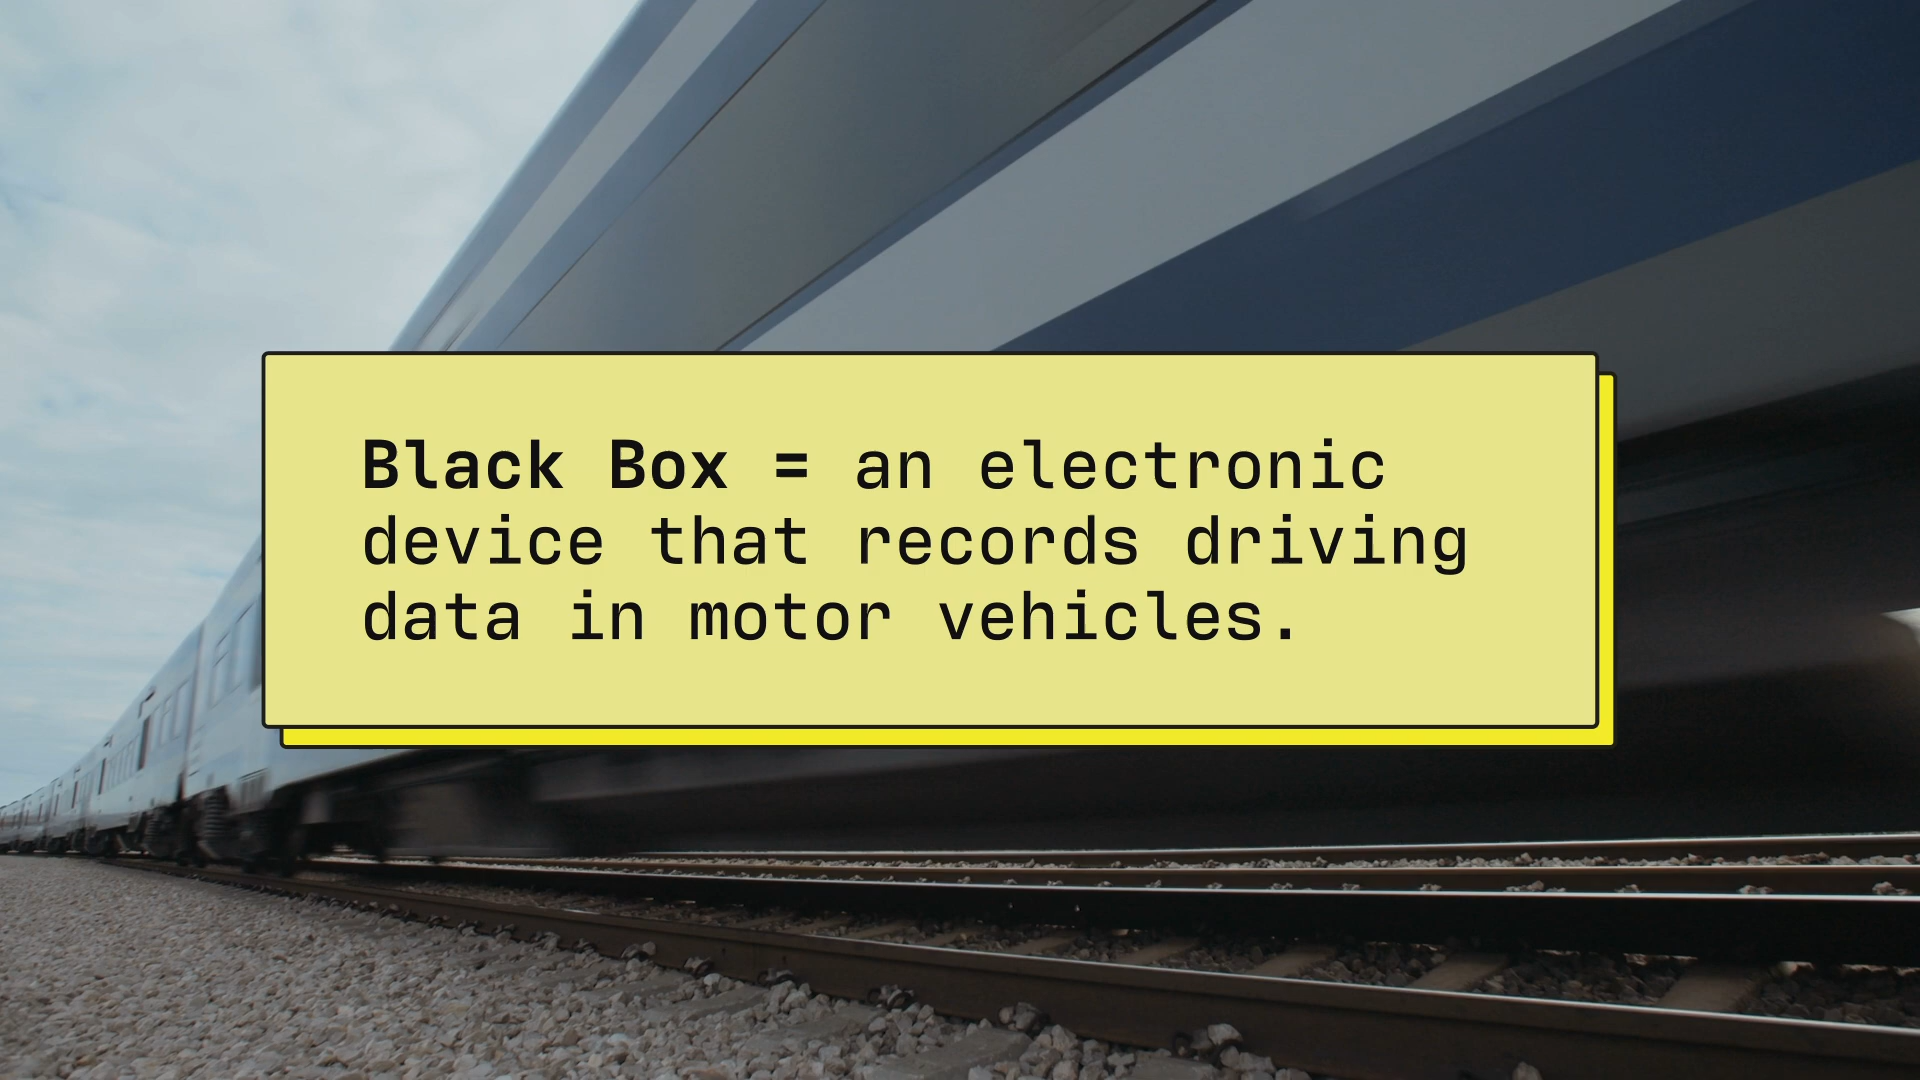 Black Box = an electronic
device that records driving
data in motor vehicles.